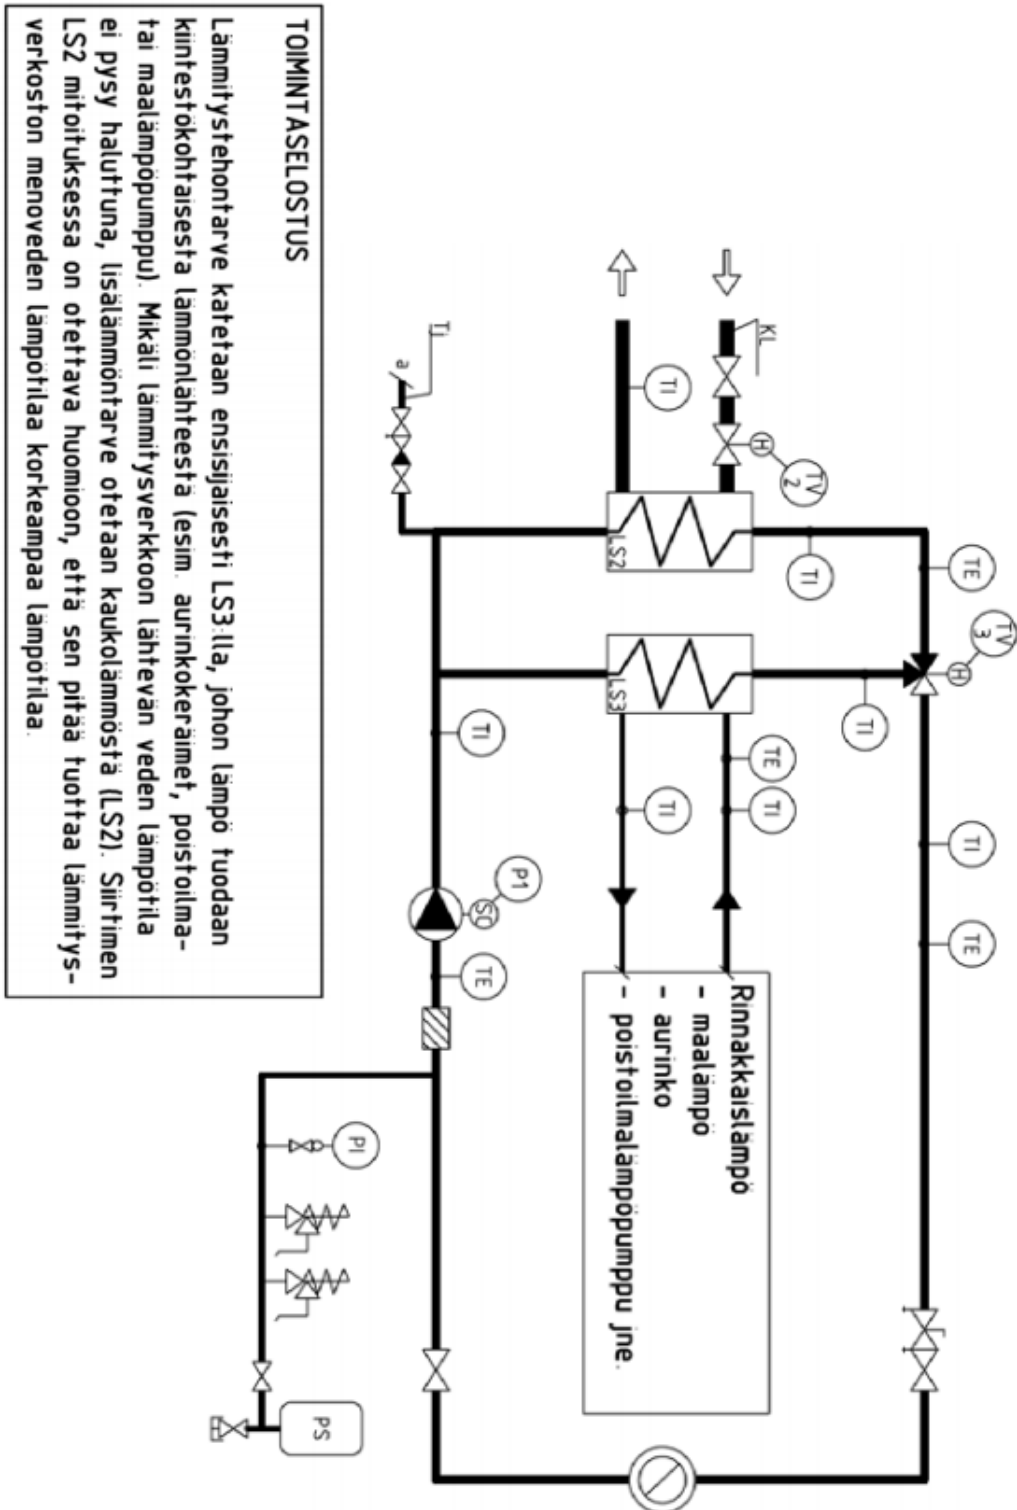 KL
TV
2
TI
TI
TE
TV
3
TI
LS2
LS3
TI
TE
TI
TI
TE
TI
P1
SC
TE
H
H
a
Tj
Rinnakkaislämpö
- maalämpö
- aurinko
- poistoilmalämpöpumppu jne.
PI
PS
TOIMINTASELOSTUS
Lämmitystehontarve katetaan ensisijaisesti LS3:lla, johon lämpö tuodaan
kiintestökohtaisesta lämmönlähteestä (esim. aurinkokeräimet, poistoilma-
tai maalämpöpumppu). Mikäli lämmitysverkkoon lähtevän veden lämpötila
ei pysy haluttuna, lisälämmöntarve otetaan kaukolämmöstä (LS2). Siirtimen
LS2 mitoituksessa on otettava huomioon, että sen pitää tuottaa lämmitys-
verkoston menoveden lämpötilaa korkeampaa lämpötilaa.